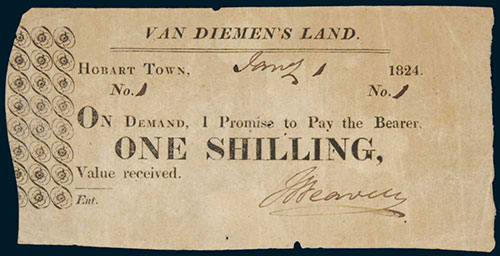 VAN DIEMEN'S LAND.
HOBART TOWN, Jany 1 1824.
No. 1 No. 1
ON DEMAND, I Promise to Pay the Bearer,
ONE SHILLING,
Value received.
Ent.